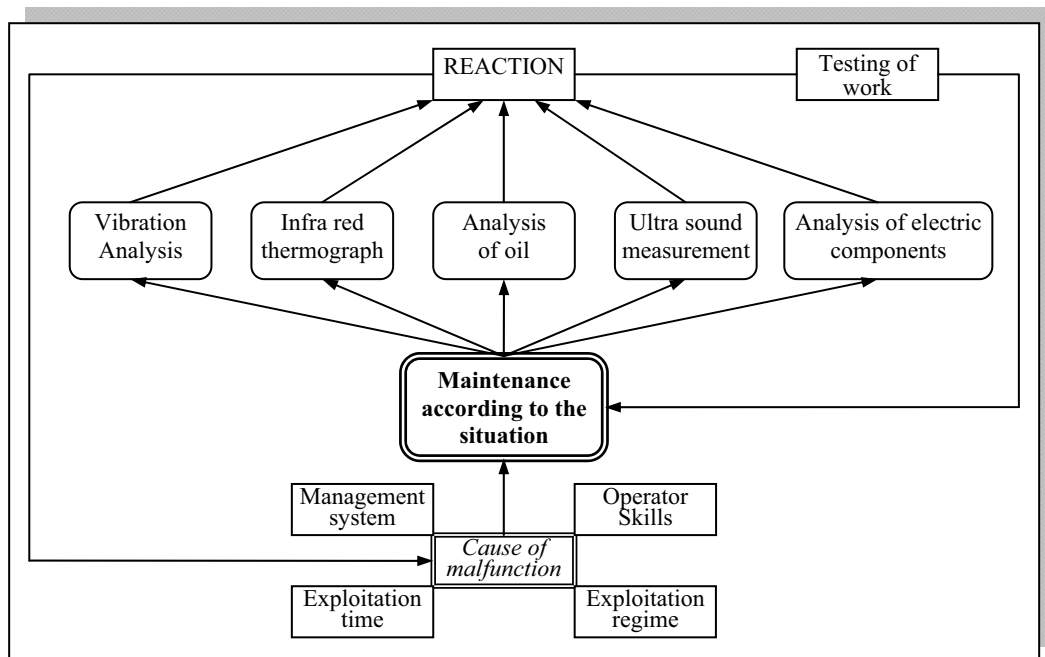 REACTION
Testing of
work
Vibration
Analysis
Infra red
thermograph
Analysis
of oil
Ultra sound
measurement
Analysis of electric
components
Maintenance
according to the
situation
Management
system
Operator
Skills
Cause of
malfunction
Exploitation
time
Exploitation
regime